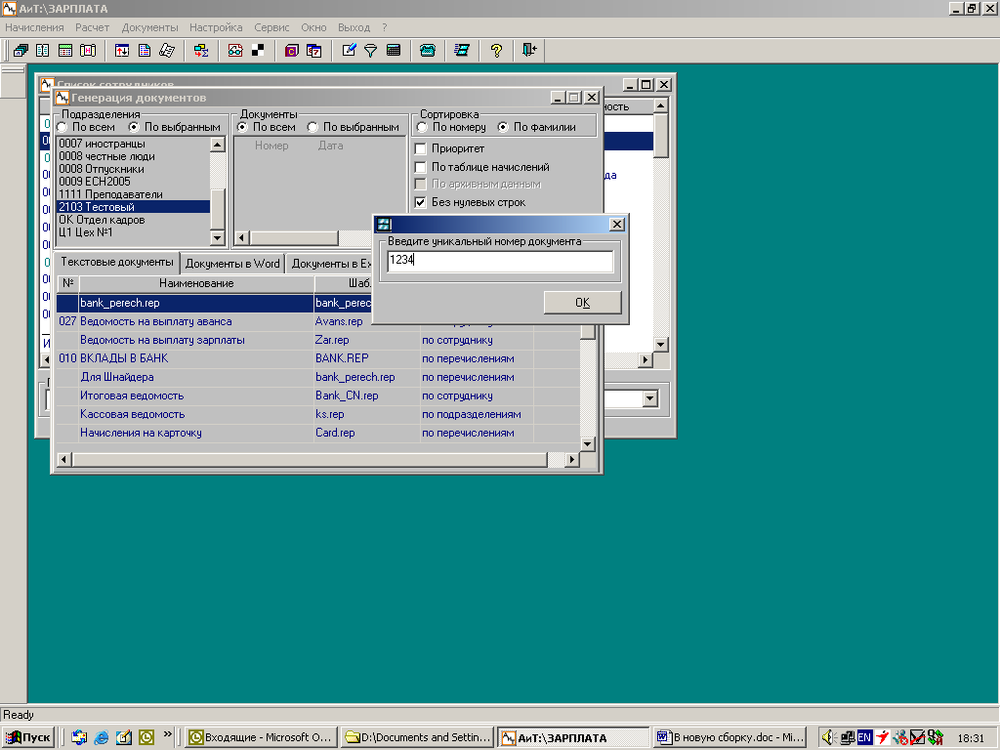 АиТ:\ЗАРПЛАТА
Начисления Расчет Документы Настройка Сервис Окно Выход ?
Список сотрудников
Генерация документов
Подразделения
По всем По выбранным
0007 иностранцы
0008 честные люди
0008 Отпускники
0009 ЕСН2005
1111 Преподаватели
2103 Тестовый
ОК Отдел кадров
Ц1 Цех №1
Документы
По всем По выбранным
Номер Дата
Сортировка
По номеру По фамилии
Приоритет
По таблице начислений
По архивным данным
Без нулевых строк
Введите уникальный номер документа
1234
OK
Текстовые документы Документы в Word Документы в Ex
№ Наименование Шаб
bank_perech.rep bank_perec
027 Ведомость на выплату аванса Avans.rep
Ведомость на выплату зарплаты Zar.rep по сотруднику
010 ВКЛАДЫ В БАНК BANK.REP по перечислениям
Для Шнайдера bank_perech.rep по перечислениям
Итоговая ведомость Bank_CN.rep по сотруднику
Кассовая ведомость ks.rep по подразделениям
Начисления на карточку Card.rep по перечислениям
Ready
Пуск » Входящие - Microsoft O... D:\Documents and Settin... АиТ:\ЗАРПЛАТА В новую сборку.doc - Mi... EN 18:31